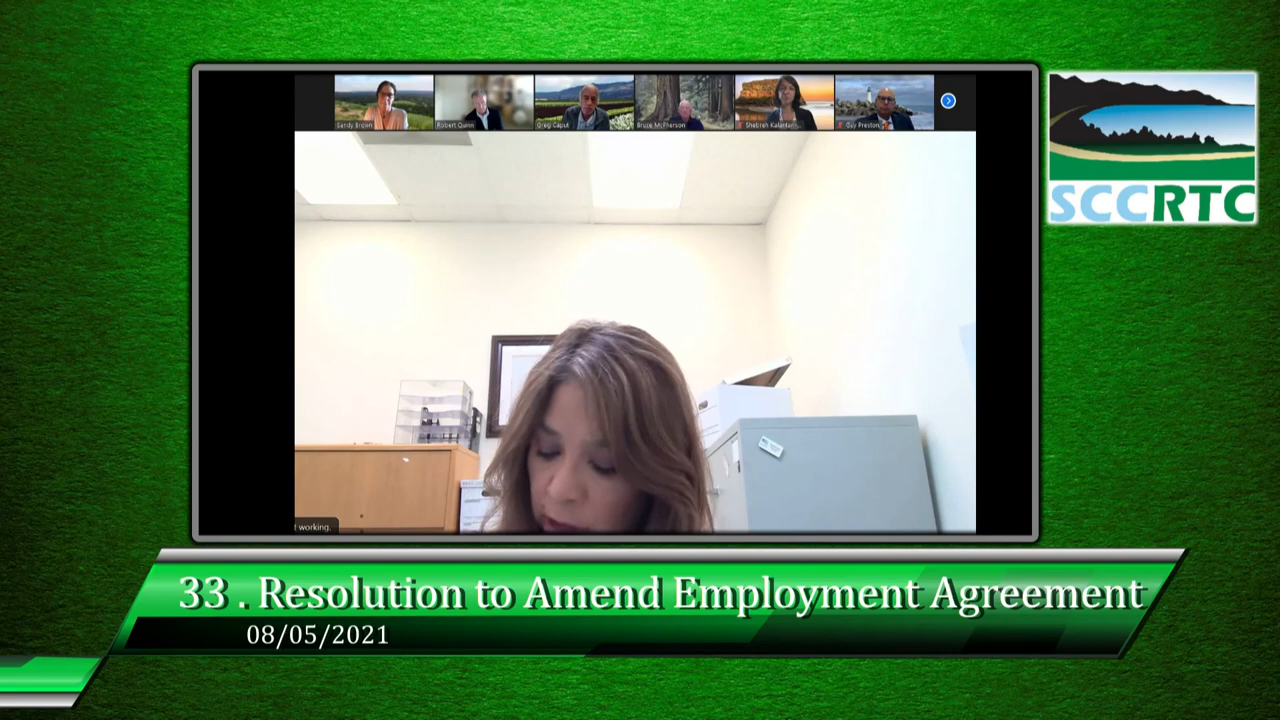 Sandy Brown
Robert Quinn
Greg Caput
Bruce McPherson
Shebreh Kalantari...
Guy Preston
SCCRTC
t working.
33 . Resolution to Amend Employment Agreement
08/05/2021